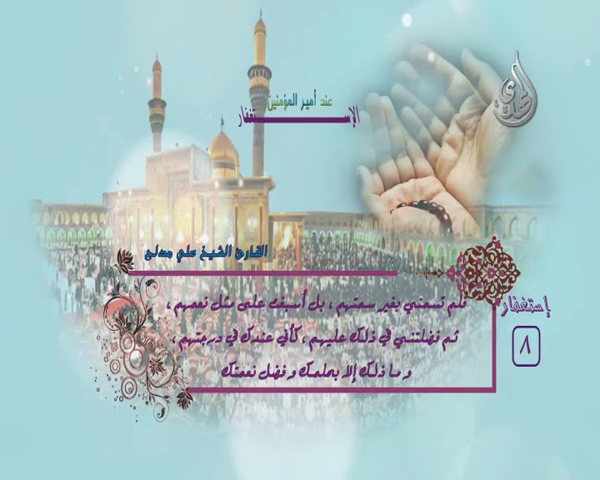 عند أمير المؤمنين
الإستغفار
القارئ الشيخ علي مدلج
إستغفار
٨
فلم تسمني بغير سمتهم ، بل أسبغت على مثل نعمهم ،
ثم فضلتني في ذلك عليهم ، كأني عندك في درجتهم ،
و ما ذلك إلا بحلمك و فضل نعمتك